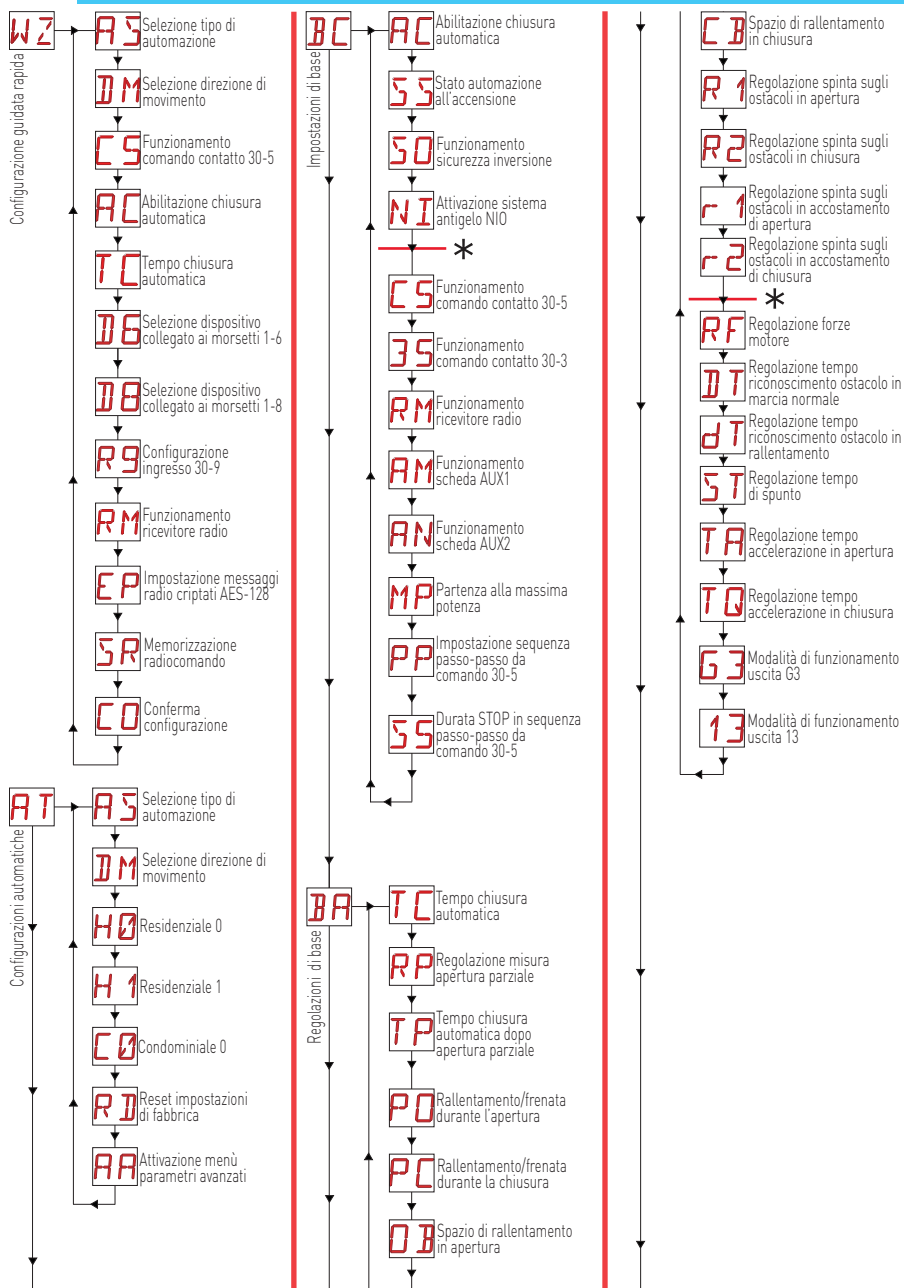 WZ
Configurazione guidata rapida
AS
Selezione tipo di
automazione
DM
Selezione direzione di
movimento
CS
Funzionamento
comando contatto 30-5
AC
Abilitazione chiusura
automatica
TC
Tempo chiusura
automatica
D6
Selezione dispositivo
collegato ai morsetti 1-6
D8
Selezione dispositivo
collegato ai morsetti 1-8
R9
Configurazione
ingresso 30-9
RM
Funzionamento
ricevitore radio
EP
Impostazione messaggi
radio criptati AES-128
SR
Memorizzazione
radiocomando
CO
Conferma
configurazione
AT
Configurazioni automatiche
AS
Selezione tipo di
automazione
DM
Selezione direzione di
movimento
H0
Residenziale 0
H1
Residenziale 1
C0
Condominiale 0
RD
Reset impostazioni
di fabbrica
AA
Attivazione menù
parametri avanzati
BC
Impostazioni di base
AC
Abilitazione chiusura
automatica
SS
Stato automazione
all'accensione
SO
Funzionamento
sicurezza inversione
NI
Attivazione sistema
antigelo NIO
*
CS
Funzionamento
comando contatto 30-5
3S
Funzionamento
comando contatto 30-3
RM
Funzionamento
ricevitore radio
AM
Funzionamento
scheda AUX1
AN
Funzionamento
scheda AUX2
MP
Partenza alla massima
potenza
PP
Impostazione sequenza
passo-passo da
comando 30-5
S5
Durata STOP in sequenza
passo-passo da
comando 30-5
BA
Regolazioni di base
TC
Tempo chiusura
automatica
RP
Regolazione misura
apertura parziale
TP
Tempo chiusura
automatica dopo
apertura parziale
PO
Rallentamento/frenata
durante l'apertura
PC
Rallentamento/frenata
durante la chiusura
OB
Spazio di rallentamento
in apertura
CB
Spazio di rallentamento
in chiusura
R1
Regolazione spinta sugli
ostacoli in apertura
R2
Regolazione spinta sugli
ostacoli in chiusura
r1
Regolazione spinta sugli
ostacoli in accostamento
di apertura
r2
Regolazione spinta sugli
ostacoli in accostamento
di chiusura
*
RF
Regolazione forze
motore
DT
Regolazione tempo
riconoscimento ostacolo in
marcia normale
dT
Regolazione tempo
riconoscimento ostacolo in
rallentamento
ST
Regolazione tempo
di spunto
TA
Regolazione tempo
accelerazione in apertura
TQ
Regolazione tempo
accelerazione in chiusura
G3
Modalità di funzionamento
uscita G3
13
Modalità di funzionamento
uscita 13